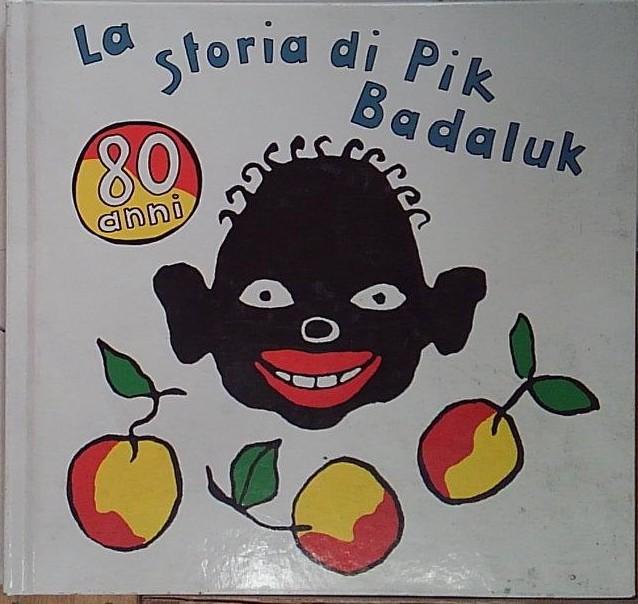 La Storia di Pik
Badaluk
80
anni